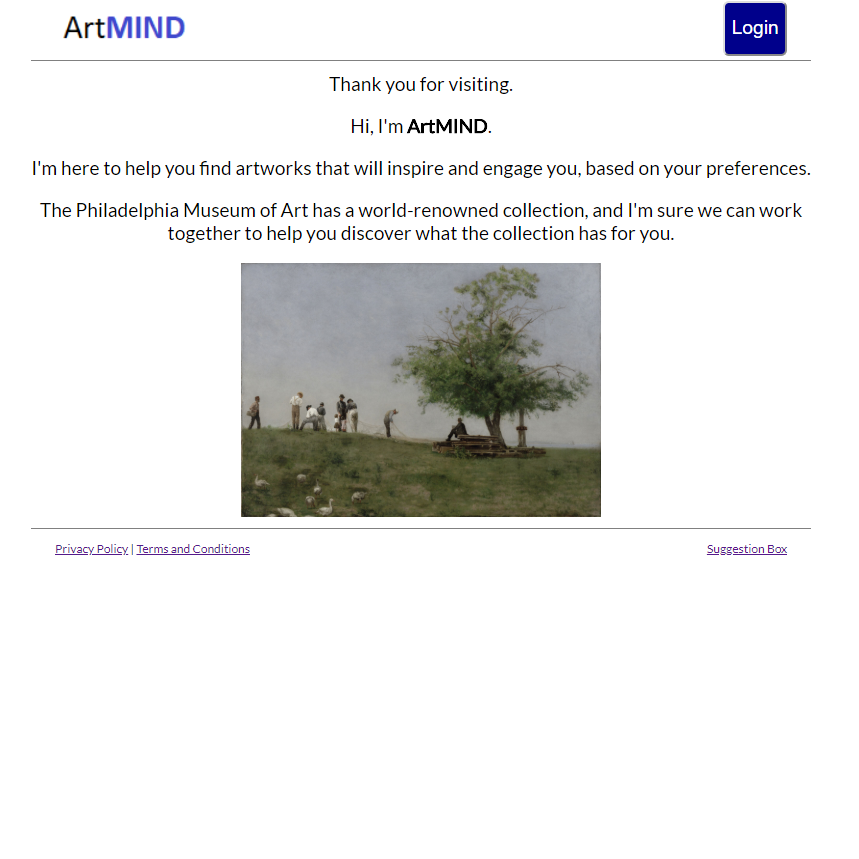 ArtMIND
Login
Thank you for visiting.
Hi, I'm ArtMIND.
I'm here to help you find artworks that will inspire and engage you, based on your preferences.
The Philadelphia Museum of Art has a world-renowned collection, and I'm sure we can work
together to help you discover what the collection has for you.
Privacy Policy | Terms and Conditions
Suggestion Box